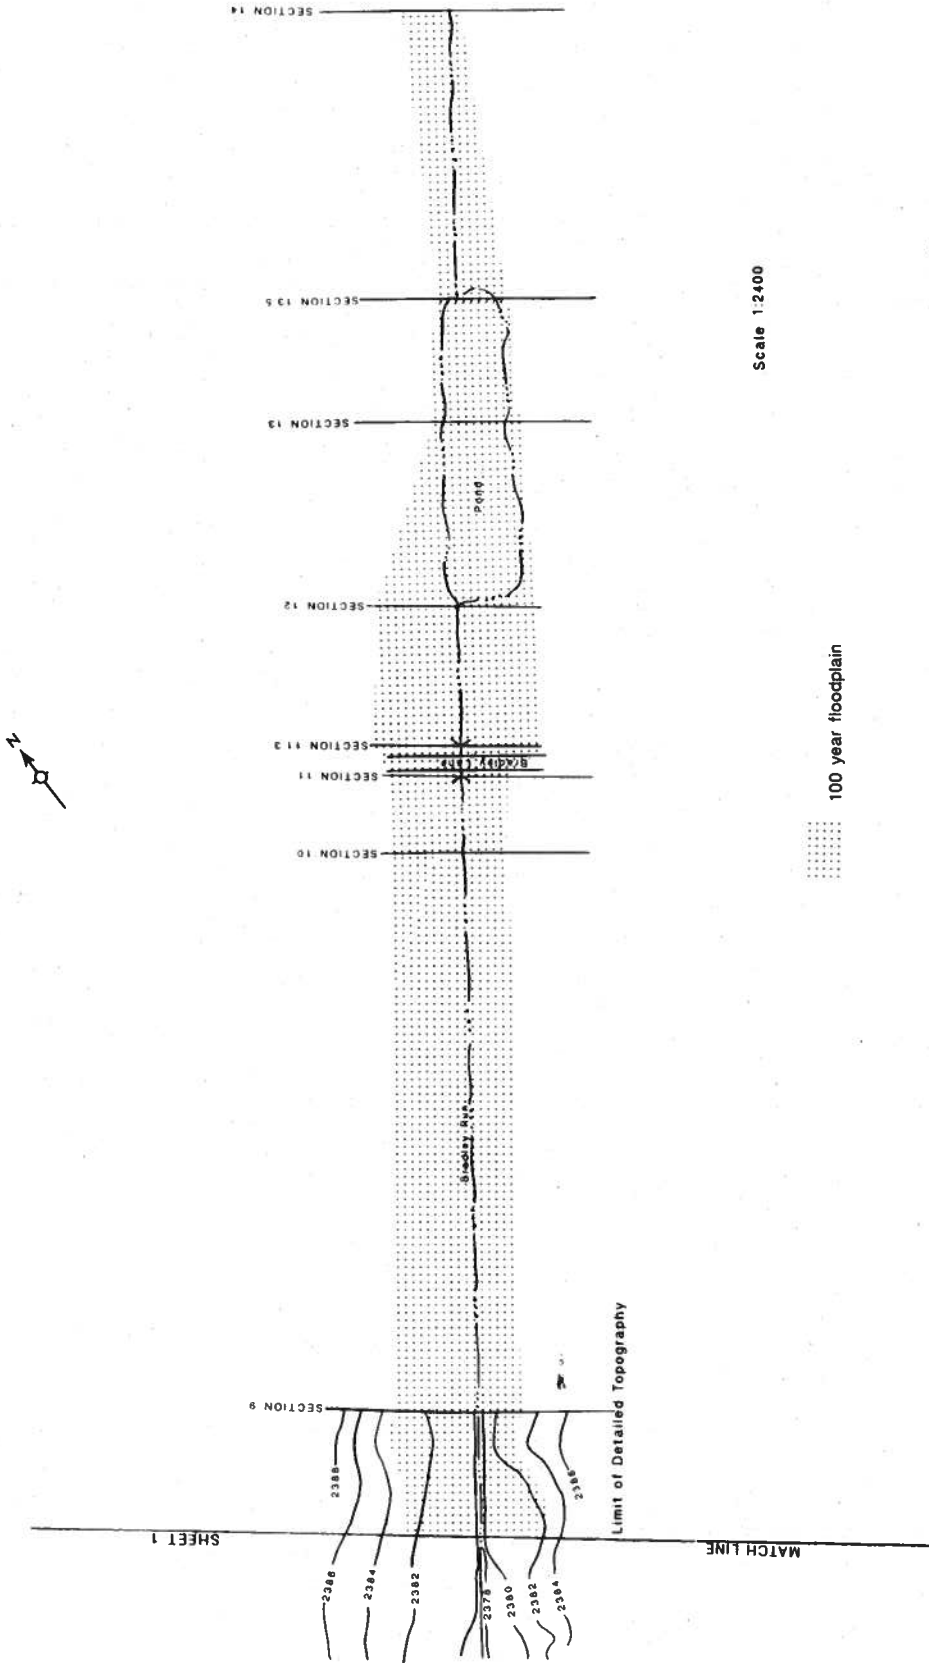 SECTION 14
SECTION 13.5
Scale 1:2400
SECTION 13
Pond
SECTION 12
100 year floodplain
N
SECTION 11.3
Bradley Lane
SECTION 11
SECTION 10
Bradley Run
Limit of Detailed Topography
SECTION 9
2388
2386
SHEET 1
MATCH LINE
2386
2384
2382
2378
2380
2382
2384